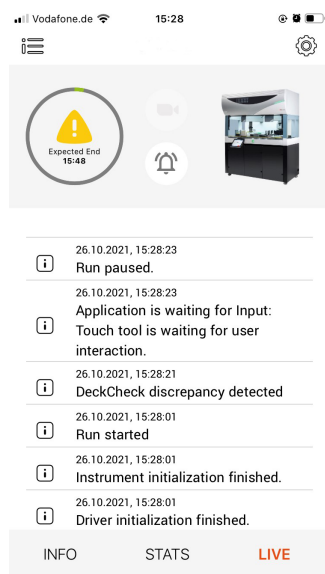 Vodafone.de
15:28
Expected End
15:48
26.10.2021, 15:28:23
Run paused.
26.10.2021, 15:28:23
Application is waiting for Input:
Touch tool is waiting for user
interaction.
26.10.2021, 15:28:21
DeckCheck discrepancy detected
26.10.2021, 15:28:01
Run started
26.10.2021, 15:28:01
Instrument initialization finished.
26.10.2021, 15:28:01
Driver initialization finished.
INFO
STATS
LIVE